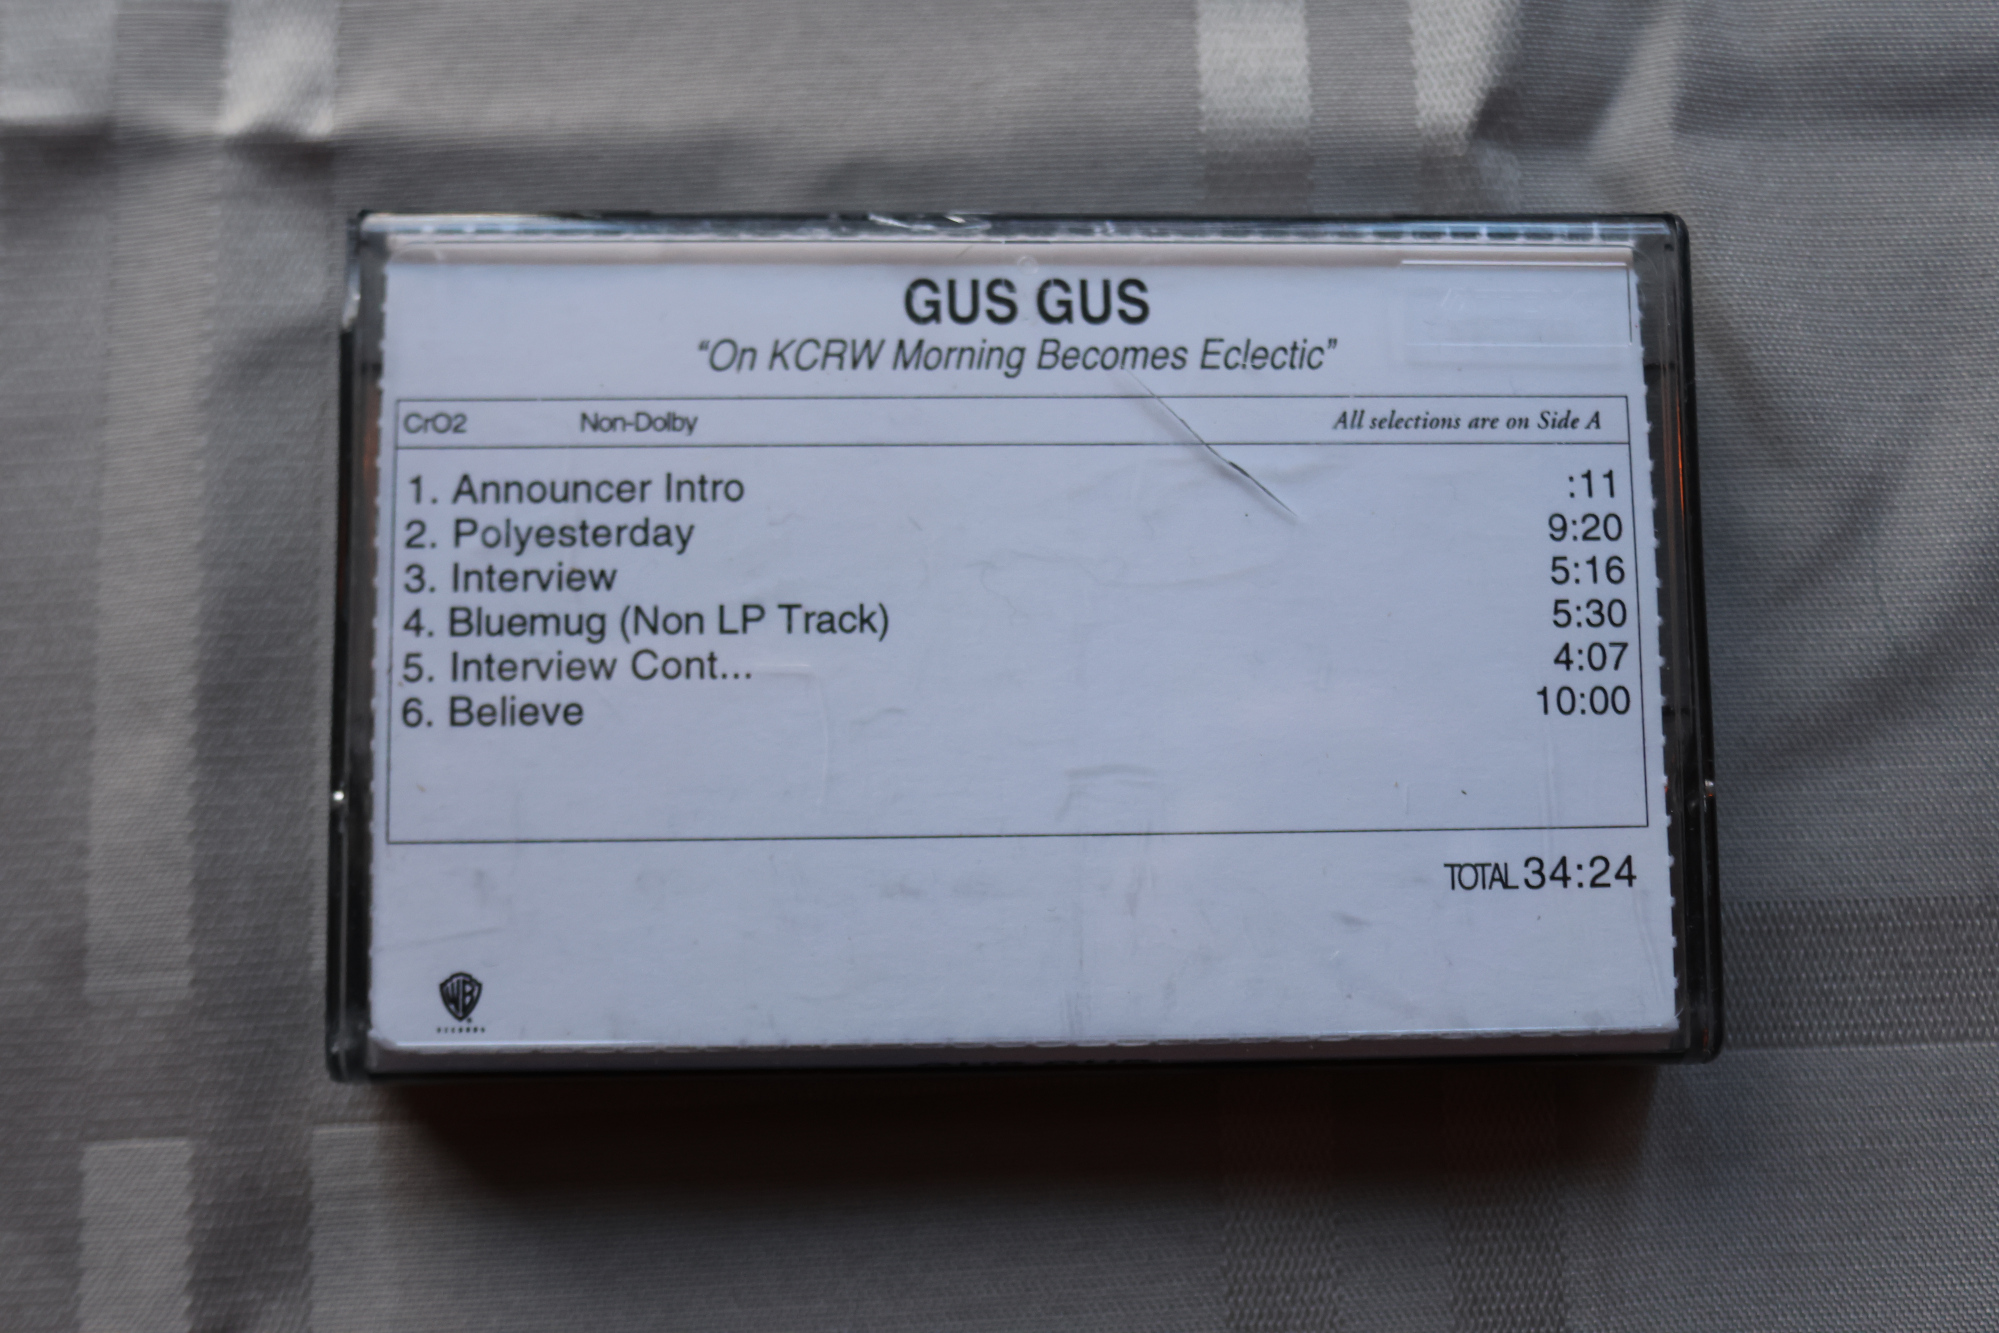 GUS GUS
“On KCRW Morning Becomes Eclectic”
CrO2 Non-Dolby All selections are on Side A
1. Announcer Intro :11
2. Polyesterday 9:20
3. Interview 5:16
4. Bluemug (Non LP Track) 5:30
5. Interview Cont... 4:07
6. Believe 10:00
TOTAL 34:24
WB
RECORDS